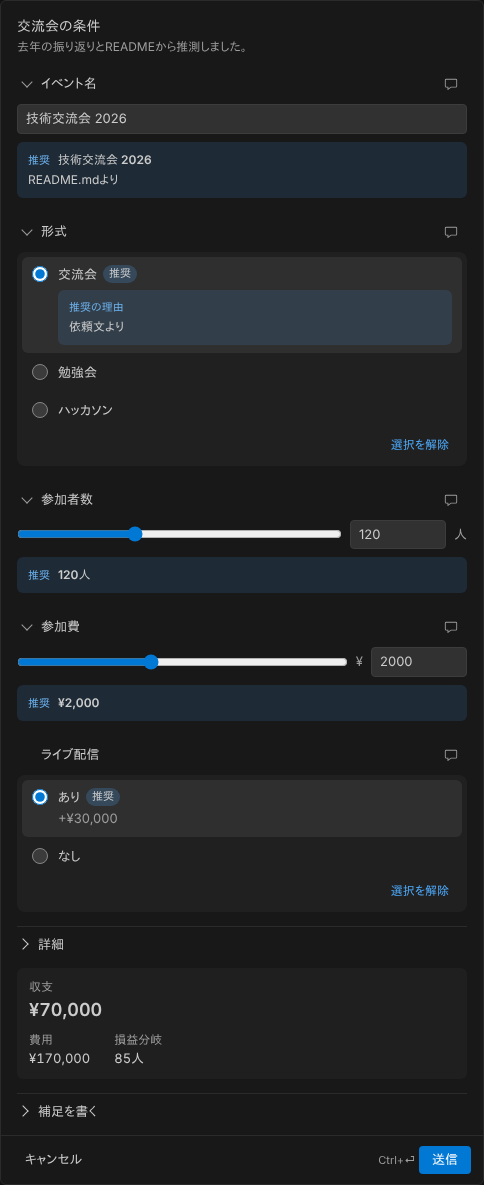 交流会の条件
去年の振り返りとREADMEから推測しました。
イベント名
技術交流会 2026
推奨 技術交流会 2026
README.mdより
形式
交流会 推奨
推奨の理由
依頼文より
勉強会
ハッカソン
選択を解除
参加者数
120 人
推奨 120人
参加費
¥ 2000
推奨 ¥2,000
ライブ配信
あり 推奨
+¥30,000
なし
選択を解除
詳細
収支
¥70,000
費用 損益分岐
¥170,000 85人
補足を書く
キャンセル Ctrl+⏎ 送信